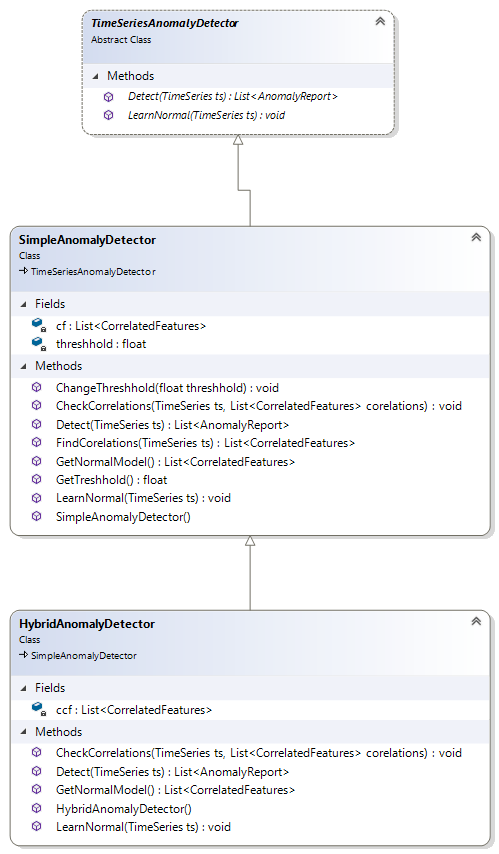 TimeSeriesAnomalyDetector
Abstract Class
Methods
Detect(TimeSeries ts) : List<AnomalyReport>
LearnNormal(TimeSeries ts) : void
SimpleAnomalyDetector
Class
TimeSeriesAnomalyDetector
Fields
cf : List<CorrelatedFeatures>
threshhold : float
Methods
ChangeThreshhold(float threshhold) : void
CheckCorrelations(TimeSeries ts, List<CorrelatedFeatures> corelations) : void
Detect(TimeSeries ts) : List<AnomalyReport>
FindCorelations(TimeSeries ts) : List<CorrelatedFeatures>
GetNormalModel() : List<CorrelatedFeatures>
GetTreshhold() : float
LearnNormal(TimeSeries ts) : void
SimpleAnomalyDetector()
HybridAnomalyDetector
Class
SimpleAnomalyDetector
Fields
ccf : List<CorrelatedFeatures>
Methods
CheckCorrelations(TimeSeries ts, List<CorrelatedFeatures> corelations) : void
Detect(TimeSeries ts) : List<AnomalyReport>
GetNormalModel() : List<CorrelatedFeatures>
HybridAnomalyDetector()
LearnNormal(TimeSeries ts) : void